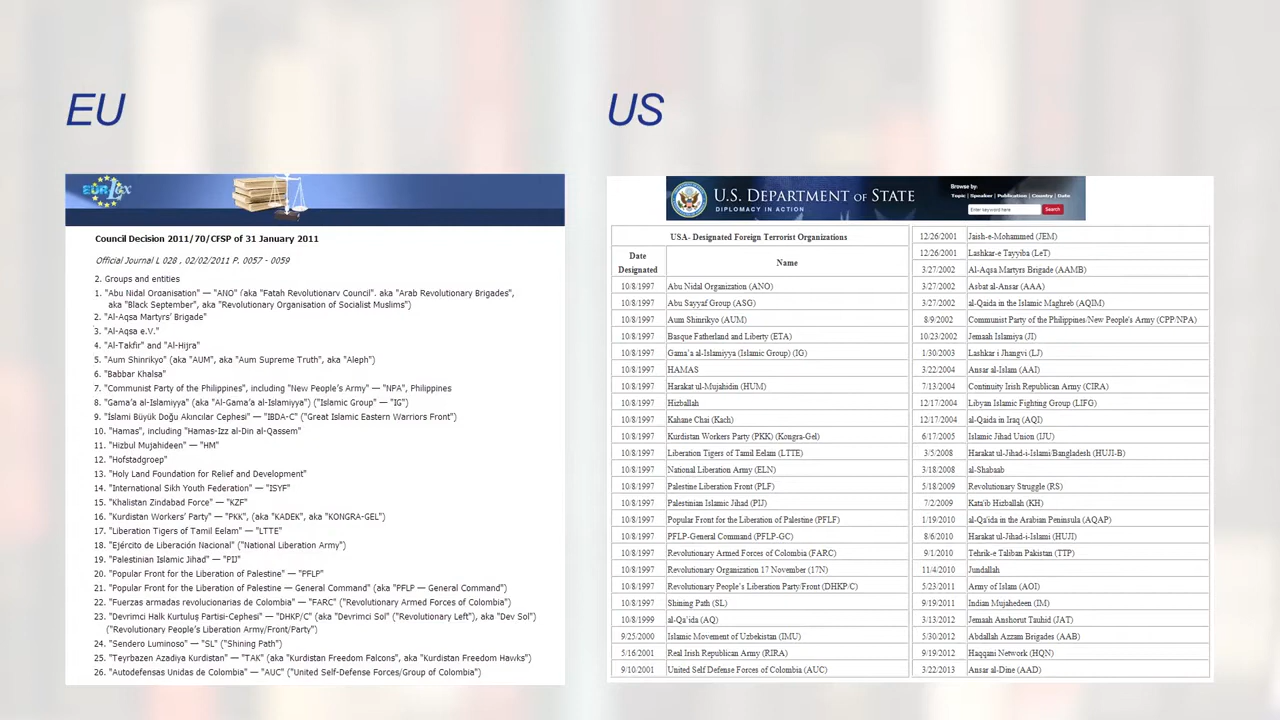 EU
EUR-lex
Council Decision 2011/70/CFSP of 31 January 2011
Official Journal L 028 , 02/02/2011 P. 0057 - 0059
2. Groups and entities
1. "Abu Nidal Organisation" — "ANO" (aka "Fatah Revolutionary Council", aka "Arab Revolutionary Brigades",
aka "Black September", aka "Revolutionary Organisation of Socialist Muslims")
2. "Al-Aqsa Martyrs' Brigade"
3. "Al-Aqsa e.V."
4. "Al-Takfir" and "Al-Hijra"
5. "Aum Shinrikyo" (aka "AUM", aka "Aum Supreme Truth", aka "Aleph")
6. "Babbar Khalsa"
7. "Communist Party of the Philippines", including "New People's Army" — "NPA", Philippines
8. "Gama'a al-Islamiyya" (aka "Al-Gama'a al-Islamiyya") ("Islamic Group" — "IG")
9. "İslami Büyük Doğu Akıncılar Cephesi" — "IBDA-C" ("Great Islamic Eastern Warriors Front")
10. "Hamas", including "Hamas-Izz al-Din al-Qassem"
11. "Hizbul Mujahideen" — "HM"
12. "Hofstadgroep"
13. "Holy Land Foundation for Relief and Development"
14. "International Sikh Youth Federation" — "ISYF"
15. "Khalistan Zindabad Force" — "KZF"
16. "Kurdistan Workers' Party" — "PKK", (aka "KADEK", aka "KONGRA-GEL")
17. "Liberation Tigers of Tamil Eelam" — "LTTE"
18. "Ejército de Liberación Nacional" ("National Liberation Army")
19. "Palestinian Islamic Jihad" — "PIJ"
20. "Popular Front for the Liberation of Palestine" — "PFLP"
21. "Popular Front for the Liberation of Palestine — General Command" (aka "PFLP — General Command")
22. "Fuerzas armadas revolucionarias de Colombia" — "FARC" ("Revolutionary Armed Forces of Colombia")
23. "Devrimci Halk Kurtuluş Partisi-Cephesi" — "DHKP/C" (aka "Devrimci Sol" ("Revolutionary Left"), aka "Dev Sol")
("Revolutionary People's Liberation Army/Front/Party")
24. "Sendero Luminoso" — "SL" ("Shining Path")
25. "Teyrbazen Azadiya Kurdistan" — "TAK" (aka "Kurdistan Freedom Falcons", aka "Kurdistan Freedom Hawks")
26. "Autodefensas Unidas de Colombia" — "AUC" ("United Self-Defense Forces/Group of Colombia")
US
U.S. DEPARTMENT OF STATE
DIPLOMACY IN ACTION
Browse by:
Topic | Speaker | Publication | Country | Date
Enter keyword here Search
USA- Designated Foreign Terrorist Organizations
Date Designated Name
10/8/1997 Abu Nidal Organization (ANO)
10/8/1997 Abu Sayyaf Group (ASG)
10/8/1997 Aum Shinrikyo (AUM)
10/8/1997 Basque Fatherland and Liberty (ETA)
10/8/1997 Gama'a al-Islamiyya (Islamic Group) (IG)
10/8/1997 HAMAS
10/8/1997 Harakat ul-Mujahidin (HUM)
10/8/1997 Hizballah
10/8/1997 Kahane Chai (Kach)
10/8/1997 Kurdistan Workers Party (PKK) (Kongra-Gel)
10/8/1997 Liberation Tigers of Tamil Eelam (LTTE)
10/8/1997 National Liberation Army (ELN)
10/8/1997 Palestine Liberation Front (PLF)
10/8/1997 Palestinian Islamic Jihad (PIJ)
10/8/1997 Popular Front for the Liberation of Palestine (PFLF)
10/8/1997 PFLP-General Command (PFLP-GC)
10/8/1997 Revolutionary Armed Forces of Colombia (FARC)
10/8/1997 Revolutionary Organization 17 November (17N)
10/8/1997 Revolutionary People's Liberation Party/Front (DHKP-C)
10/8/1997 Shining Path (SL)
10/8/1999 al-Qa'ida (AQ)
9/25/2000 Islamic Movement of Uzbekistan (IMU)
5/16/2001 Real Irish Republican Army (RIRA)
9/10/2001 United Self Defense Forces of Colombia (AUC)
12/26/2001 Jaish-e-Mohammed (JEM)
12/26/2001 Lashkar-e Tayyiba (LeT)
3/27/2002 Al-Aqsa Martyrs Brigade (AAMB)
3/27/2002 Asbat al-Ansar (AAA)
3/27/2002 al-Qaida in the Islamic Maghreb (AQIM)
8/9/2002 Communist Party of the Philippines/New People's Army (CPP/NPA)
10/23/2002 Jemaah Islamiya (JI)
1/30/2003 Lashkar i Jhangvi (LJ)
3/22/2004 Ansar al-Islam (AAI)
7/13/2004 Continuity Irish Republican Army (CIRA)
12/17/2004 Libyan Islamic Fighting Group (LIFG)
12/17/2004 al-Qaida in Iraq (AQI)
6/17/2005 Islamic Jihad Union (IJU)
3/5/2008 Harakat ul-Jihad-i-Islami/Bangladesh (HUJI-B)
3/18/2008 al-Shabaab
5/18/2009 Revolutionary Struggle (RS)
7/2/2009 Kata'ib Hizballah (KH)
1/19/2010 al-Qa'ida in the Arabian Peninsula (AQAP)
8/6/2010 Harakat ul-Jihad-i-Islami (HUJI)
9/1/2010 Tehrik-e Taliban Pakistan (TTP)
11/4/2010 Jundallah
5/23/2011 Army of Islam (AOI)
9/19/2011 Indian Mujahedeen (IM)
3/13/2012 Jemaah Anshorut Tauhid (JAT)
5/30/2012 Abdallah Azzam Brigades (AAB)
9/19/2012 Haqqani Network (HQN)
3/22/2013 Ansar al-Dine (AAD)